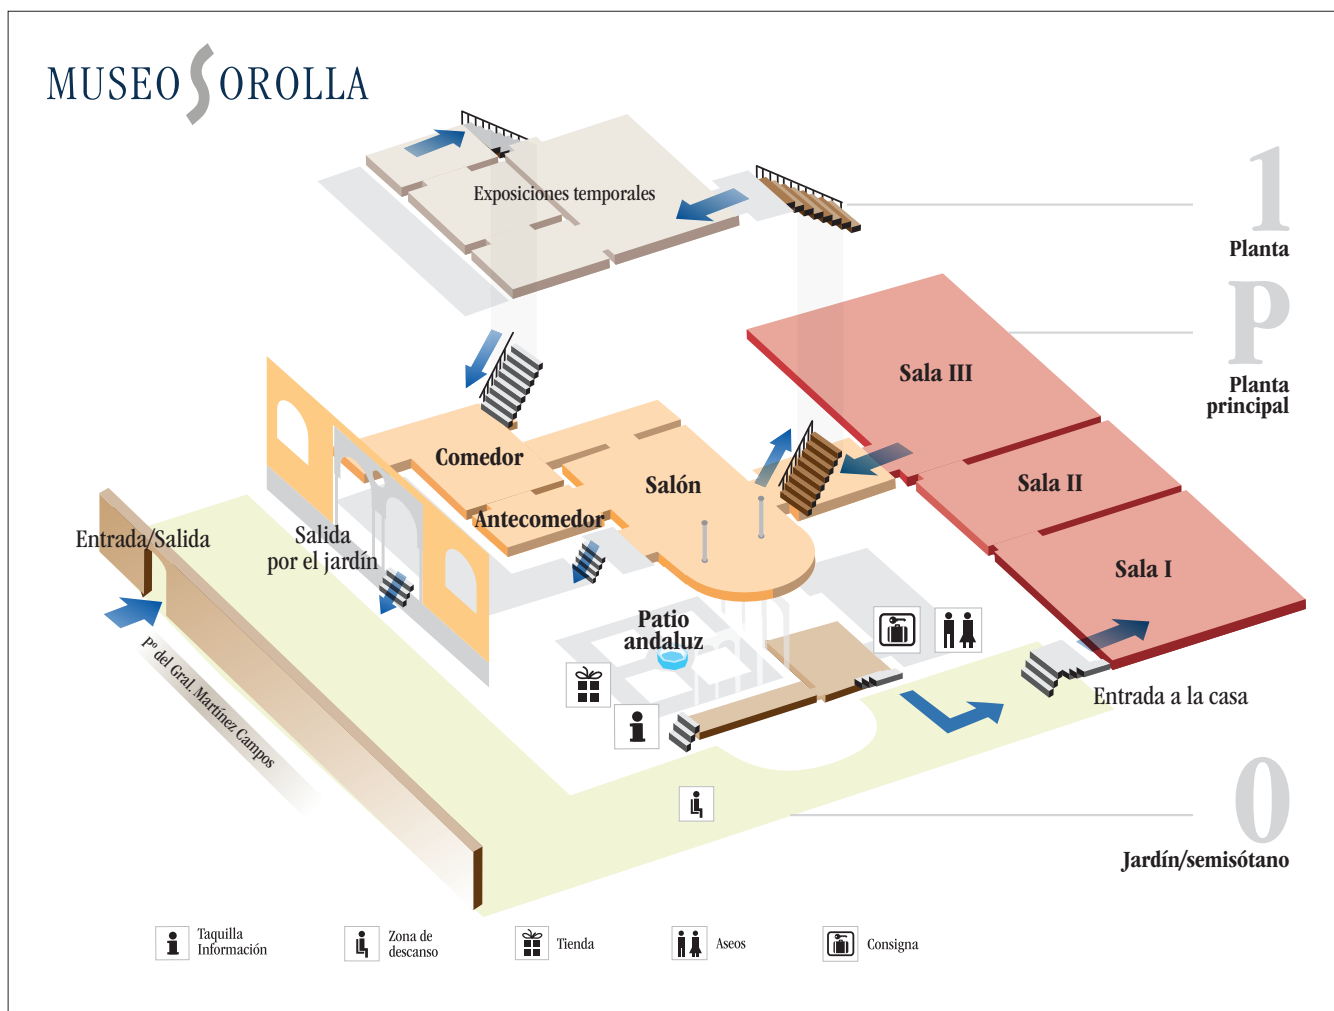 MUSEO SOROLLA
Exposiciones temporales
1
Planta
P
Planta
principal
Sala III
Comedor
Salón
Sala II
Antecomedor
Entrada/Salida
Salida
por el jardín
Sala I
Patio
andaluz
Pº del Gral. Martínez Campos
Entrada a la casa
0
Jardín/semisótano
Taquilla
Información
Zona de
descanso
Tienda
Aseos
Consigna